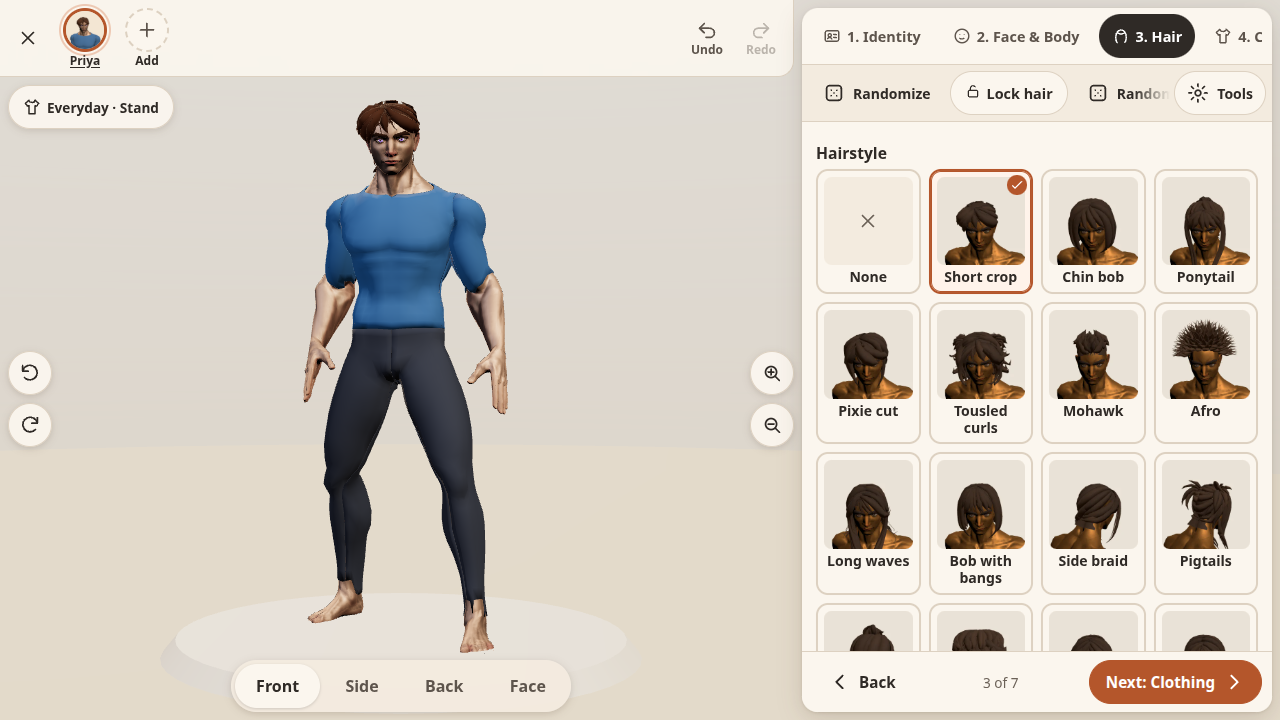 Priya
Add
Undo
Redo
Everyday · Stand
Front
Side
Back
Face
1. Identity
2. Face & Body
3. Hair
4. C
Randomize
Lock hair
Randon
Tools
Hairstyle
None
Short crop
Chin bob
Ponytail
Pixie cut
Tousled
curls
Mohawk
Afro
Long waves
Bob with
bangs
Side braid
Pigtails
Back
3 of 7
Next: Clothing